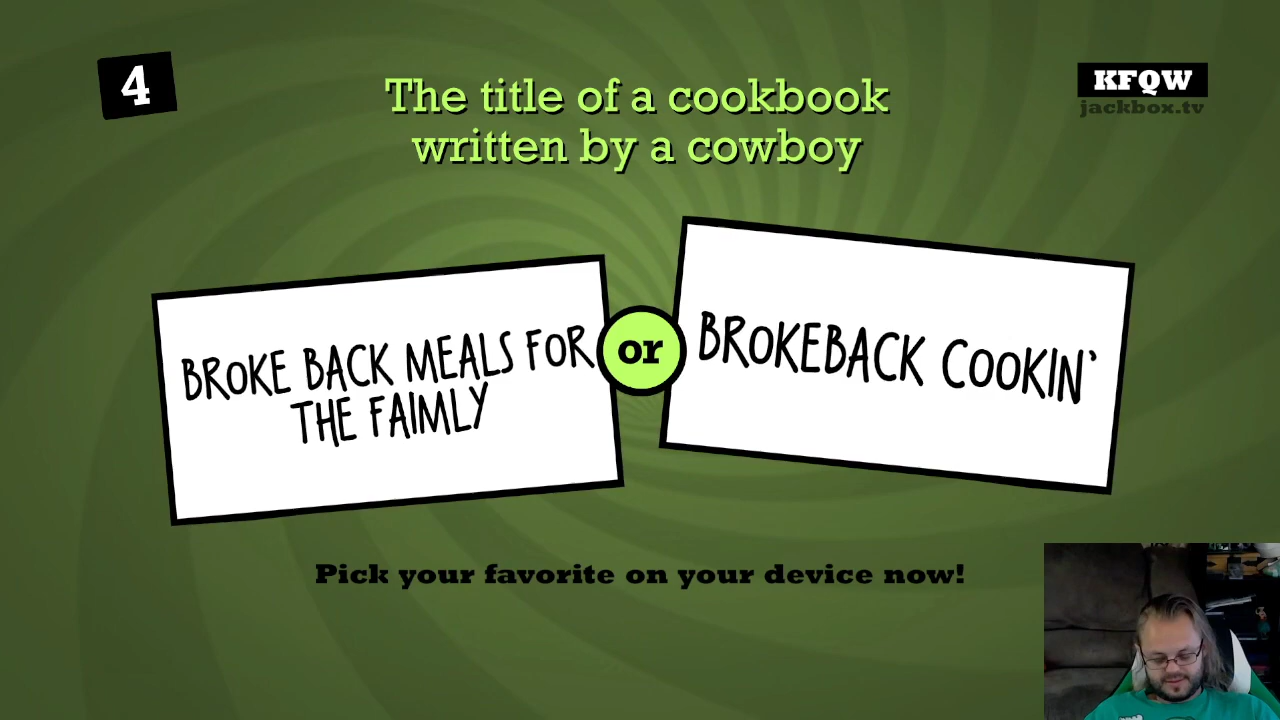 4
The title of a cookbook
written by a cowboy
KFQW
jackbox.tv
BROKE BACK MEALS FOR
THE FAIMLY
or
BROKEBACK COOKIN'
Pick your favorite on your device now!